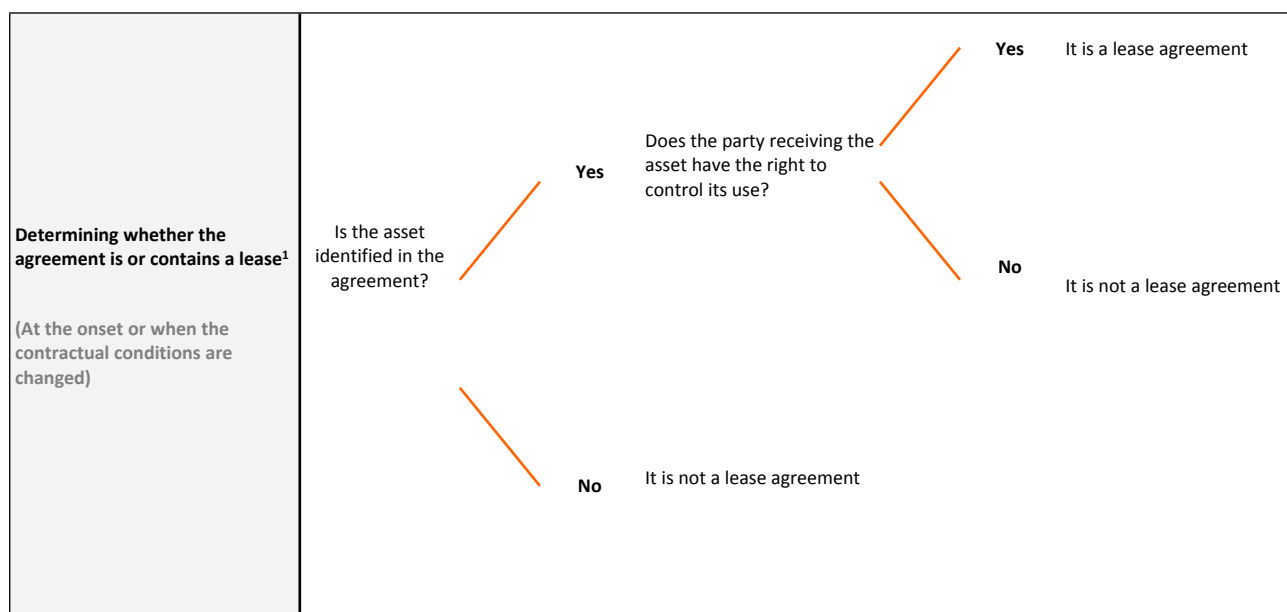 Determining whether the
agreement is or contains a lease¹
(At the onset or when the
contractual conditions are
changed)
Is the asset
identified in the
agreement?
Yes
Does the party receiving the
asset have the right to
control its use?
Yes
It is a lease agreement
No
It is not a lease agreement
No
It is not a lease agreement